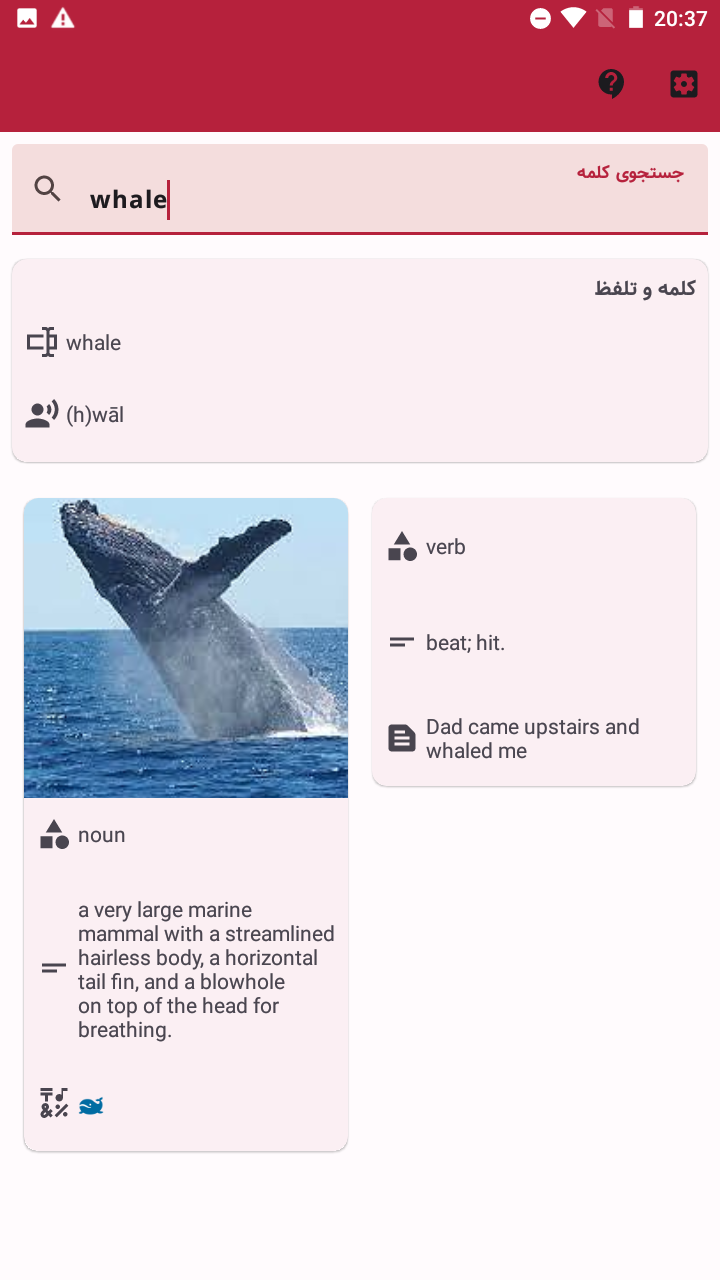 20:37
جستجوی کلمه
whale
کلمه و تلفظ
whale
(h)wāl
noun
a very large marine
mammal with a streamlined
hairless body, a horizontal
tail fin, and a blowhole
on top of the head for
breathing.
verb
beat; hit.
Dad came upstairs and
whaled me